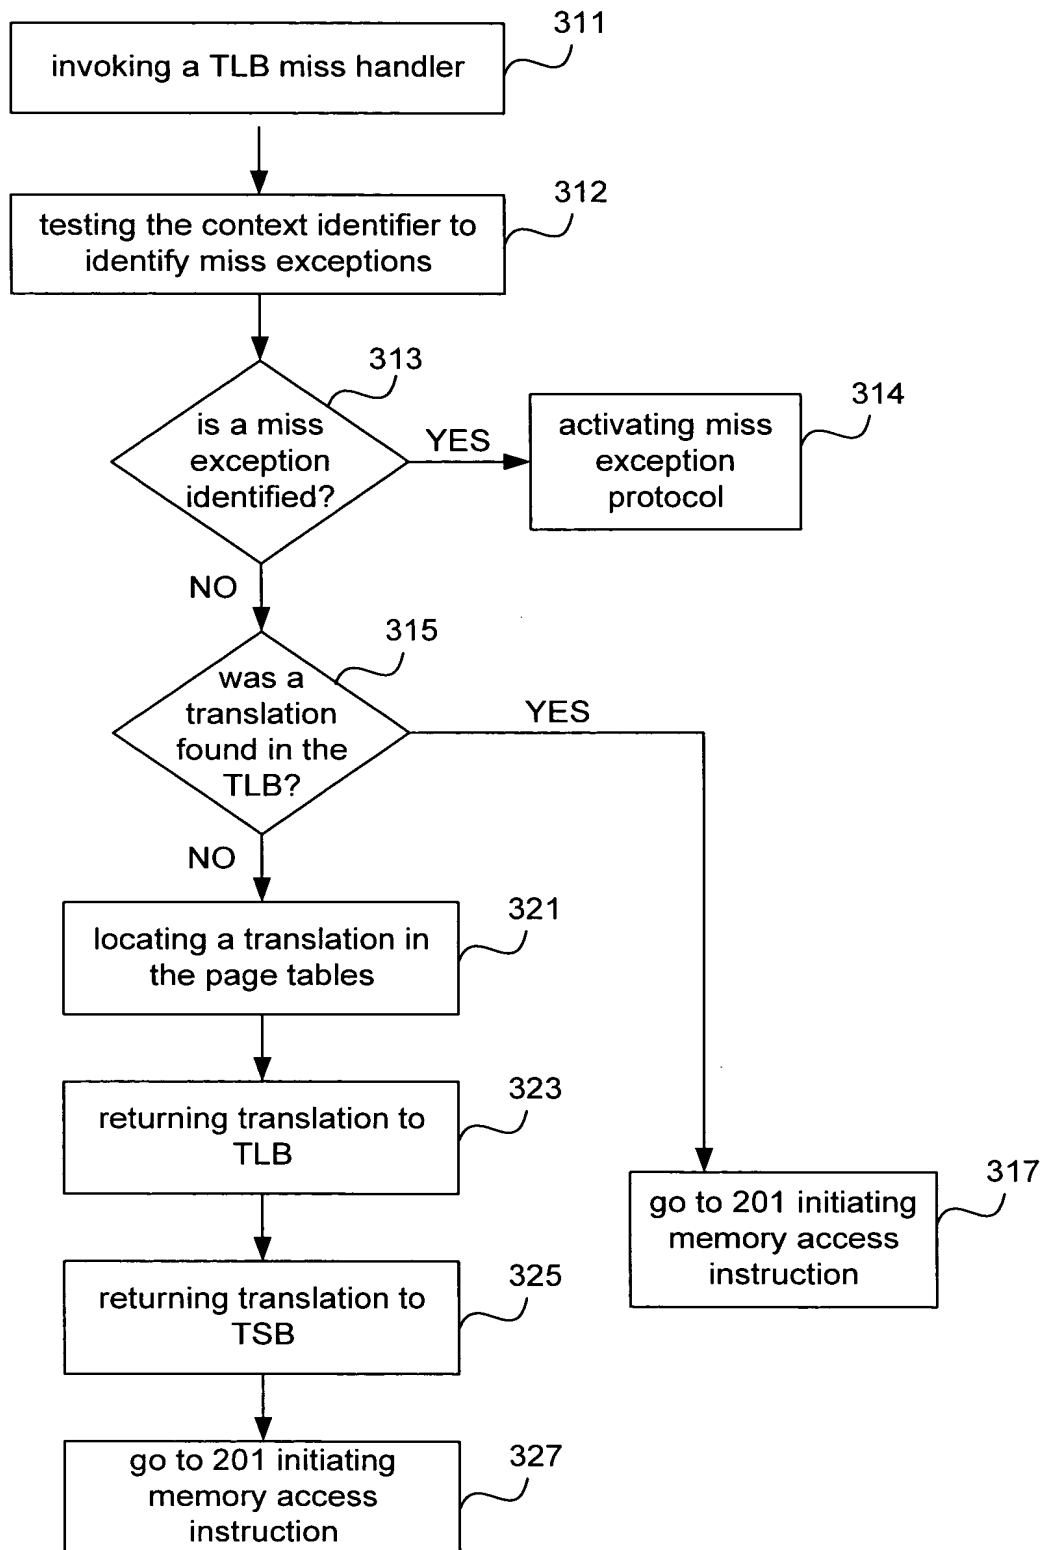 311
invoking a TLB miss handler
312
testing the context identifier to
identify miss exceptions
313
is a miss
exception
identified?
YES
314
activating miss
exception
protocol
NO
315
was a
translation
found in the
TLB?
YES
NO
321
locating a translation in
the page tables
323
returning translation to
TLB
317
go to 201 initiating
memory access
instruction
325
returning translation to
TSB
327
go to 201 initiating
memory access
instruction